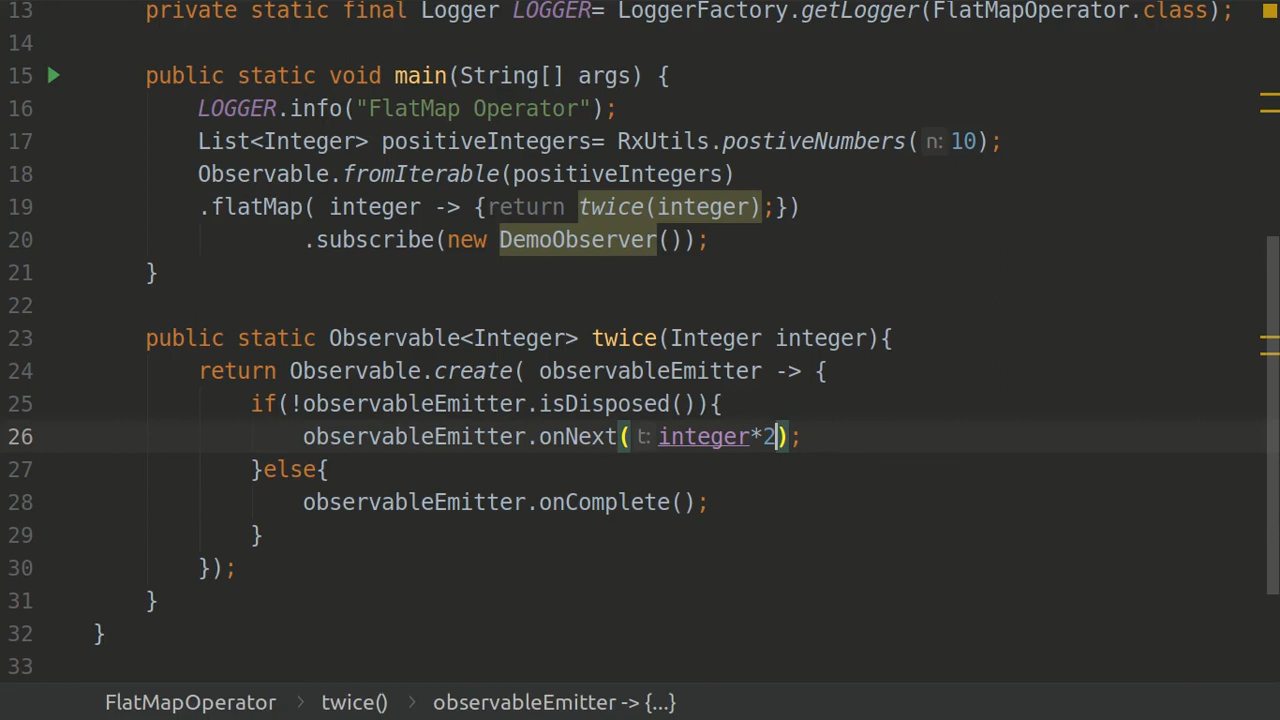 13 private static final Logger LOGGER= LoggerFactory.getLogger(FlatMapOperator.class);
14
15 public static void main(String[] args) {
16 LOGGER.info("FlatMap Operator");
17 List<Integer> positiveIntegers= RxUtils.postiveNumbers( n: 10);
18 Observable.fromIterable(positiveIntegers)
19 .flatMap( integer -> {return twice(integer);})
20 .subscribe(new DemoObserver());
21 }
22
23 public static Observable<Integer> twice(Integer integer){
24 return Observable.create( observableEmitter -> {
25 if(!observableEmitter.isDisposed()){
26 observableEmitter.onNext( t: integer*2);
27 }else{
28 observableEmitter.onComplete();
29 }
30 });
31 }
32 }
33
FlatMapOperator > twice() > observableEmitter -> {...}